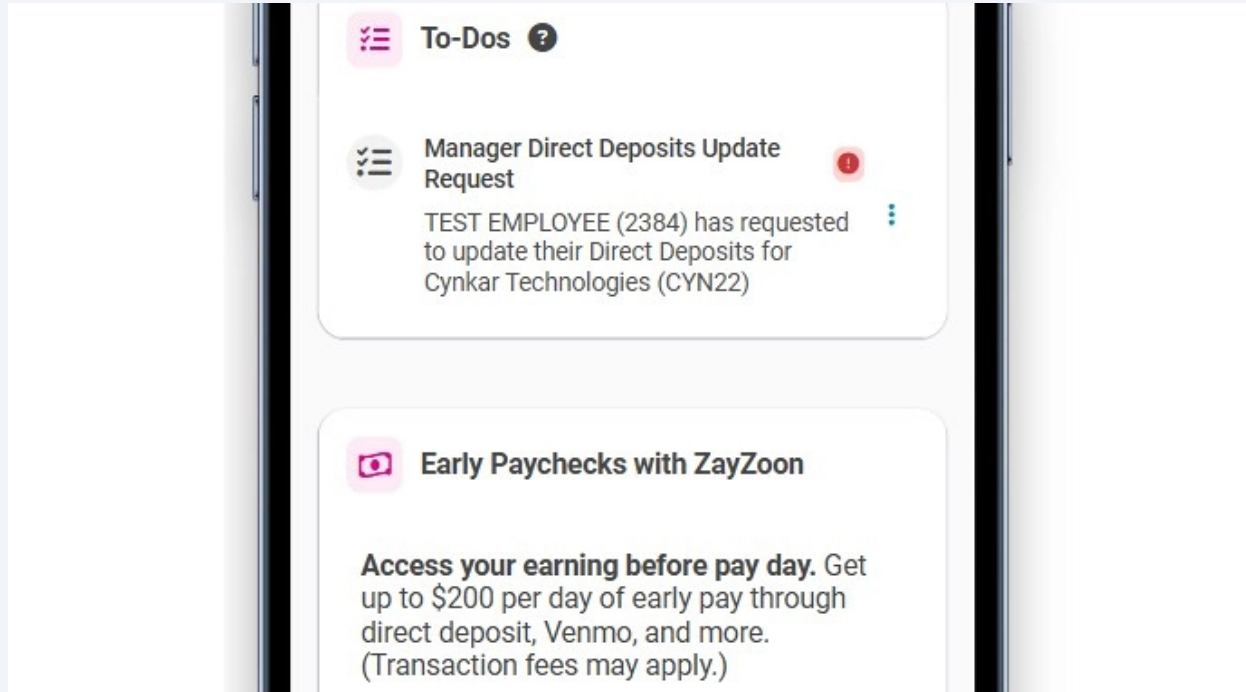 To-Dos ?
Manager Direct Deposits Update
Request
TEST EMPLOYEE (2384) has requested
to update their Direct Deposits for
Cynkar Technologies (CYN22)
Early Paychecks with ZayZoon
Access your earning before pay day. Get
up to $200 per day of early pay through
direct deposit, Venmo, and more.
(Transaction fees may apply.)